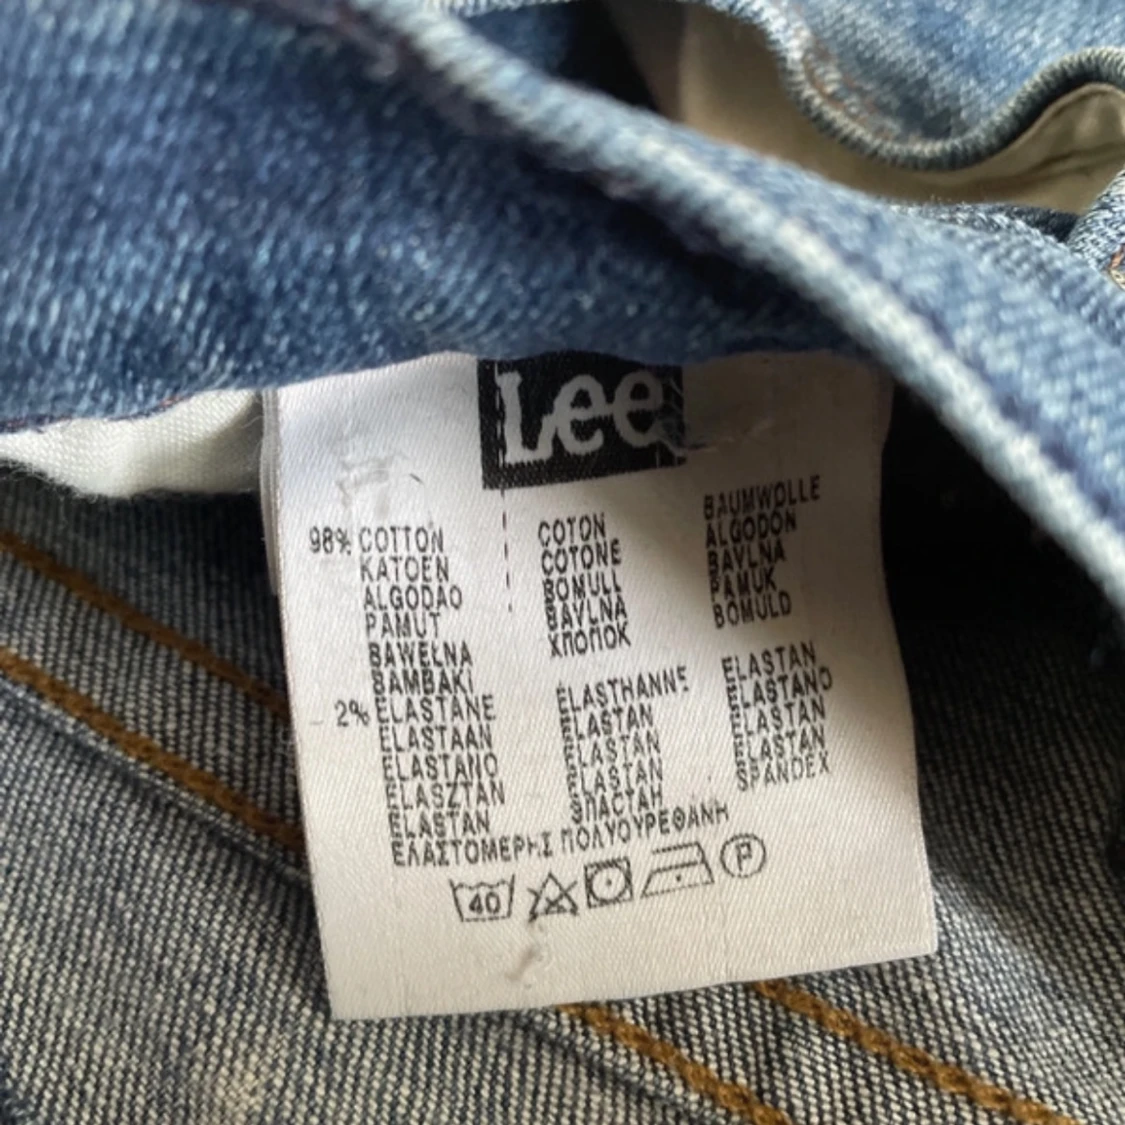 Lee
98% COTTON COTON BAUMWOLLE
KATOEN COTONE ALGODÓN
ALGODAO BOMULL BAVLNA
PAMUT BAVLNA PAMUK
BAWEŁNA ХЛОПОК BOMULD
BAMBAKI
2% ELASTANE ÉLASTHANNE ELASTAN
ELASTAAN ELASTAN ELASTANO
ELASTANO ELASTAN ELASTAN
ELASZTAN ELASTAN ELASTAN
ELASTAN ЭЛАСТАН SPANDEX
ΕΛΑΣΤΟΜΕΡΗΣ ΠΟΛΥΟΥΡΕΘΑΝΗ
40 P